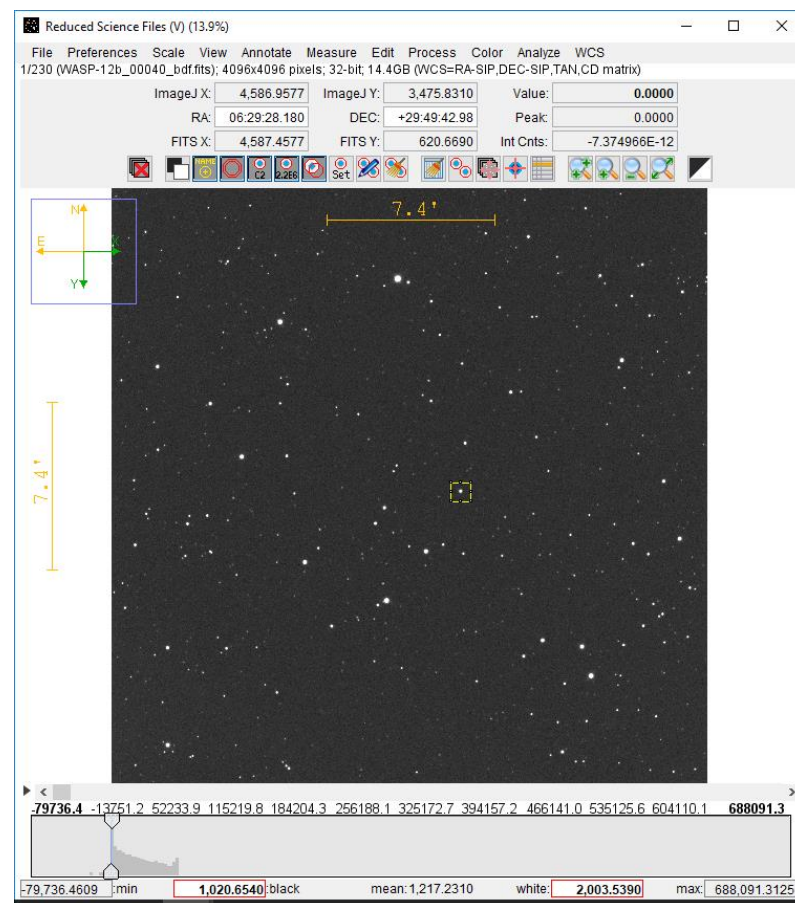 Reduced Science Files (V) (13.9%)
File Preferences Scale View Annotate Measure Edit Process Color Analyze WCS
1/230 (WASP-12b_00040_bdf.fits); 4096x4096 pixels; 32-bit; 14.4GB (WCS=RA-SIP,DEC-SIP,TAN,CD matrix)
ImageJ X: 4,586.9577 ImageJ Y: 3,475.8310 Value: 0.0000
RA: 06:29:28.180 DEC: +29:49:42.98 Peak: 0.0000
FITS X: 4,587.4577 FITS Y: 620.6690 Int Cnts: -7.374966E-12
NAME C2 2.2E6 Set
N 7.4'
E X
Y
7.4'
-79736.4 -13751.2 52233.9 115219.8 184204.3 256188.1 325172.7 394157.2 466141.0 535125.6 604110.1 688091.3
-79,736.4609 :min 1,020.6540 :black mean: 1,217.2310 white: 2,003.5390 max: 688,091.3125